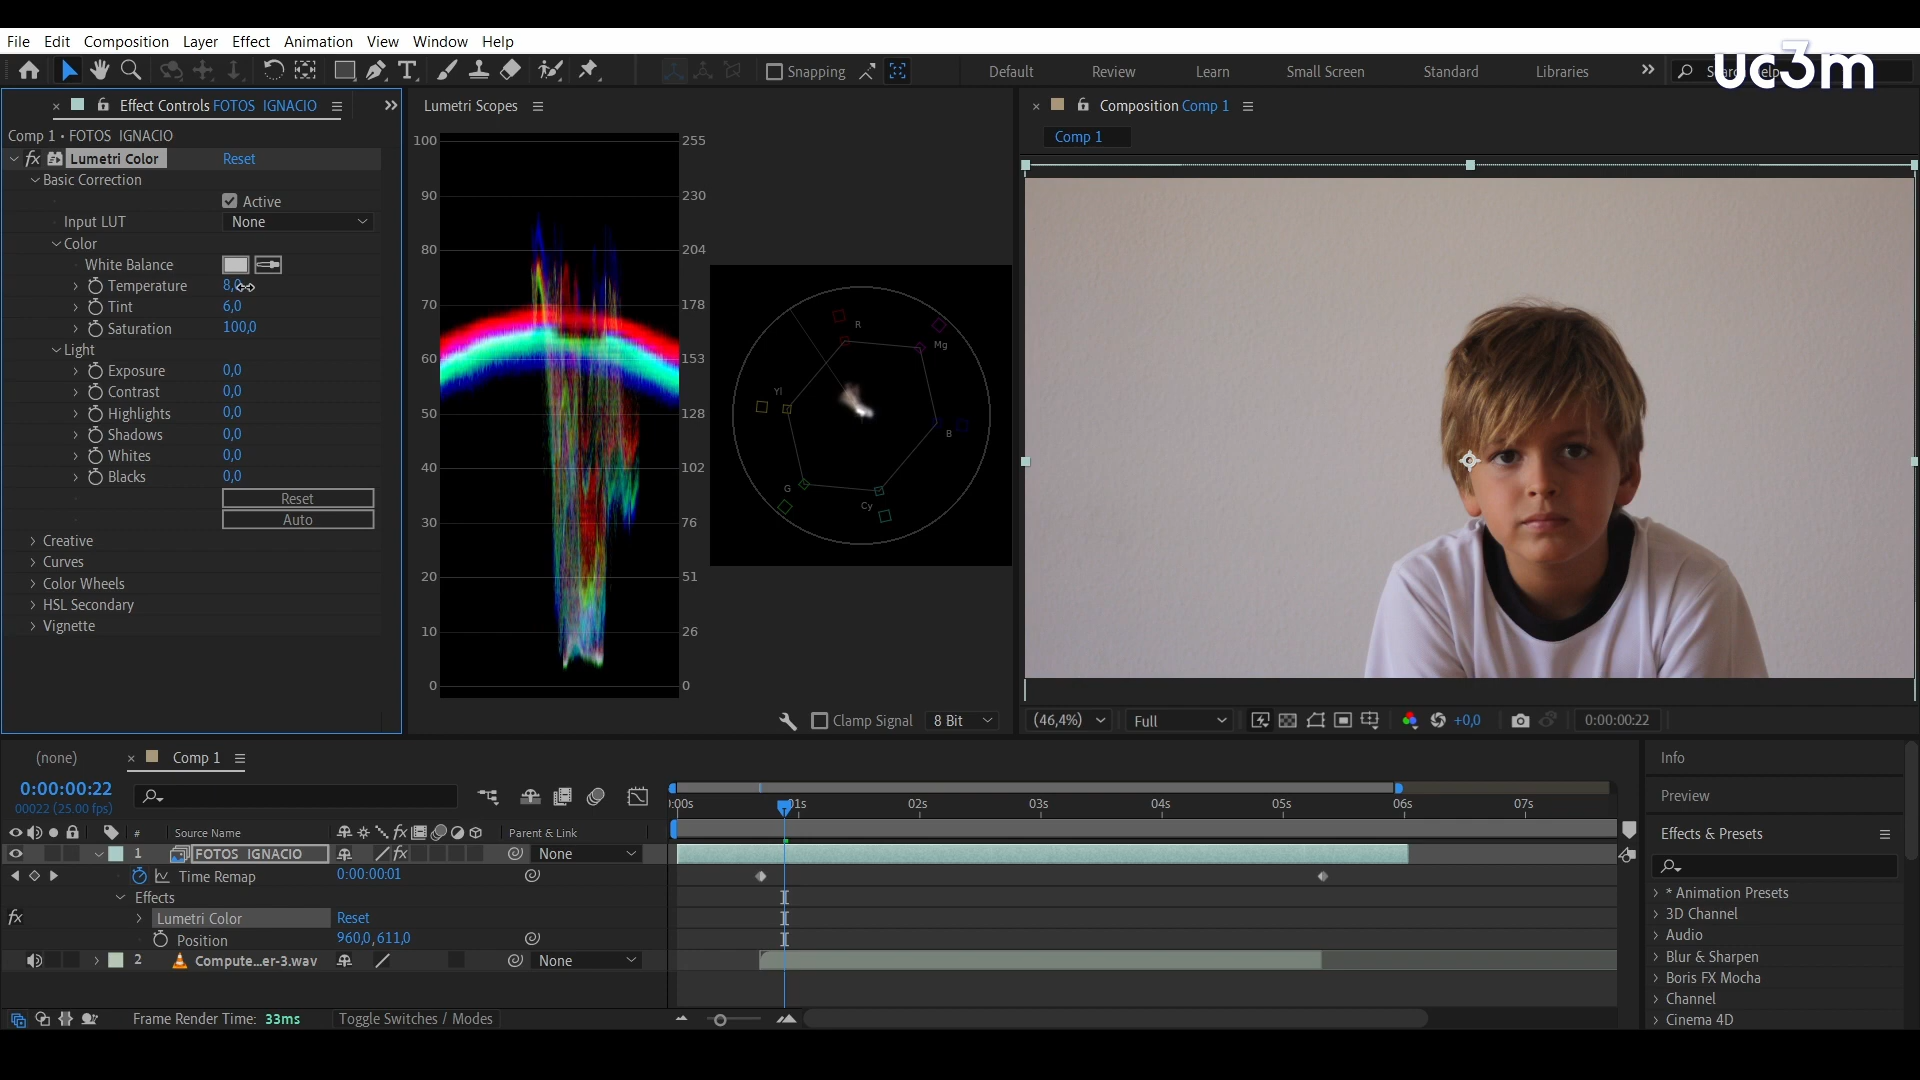 File Edit Composition Layer Effect Animation View Window Help
Snapping Default Review Learn Small Screen Standard Libraries
uc3m
Effect Controls FOTOS IGNACIO
Comp 1 • FOTOS IGNACIO
fx Lumetri Color Reset
Basic Correction
Active
Input LUT None
Color
White Balance
Temperature 8,0
Tint 6,0
Saturation 100,0
Light
Exposure 0,0
Contrast 0,0
Highlights 0,0
Shadows 0,0
Whites 0,0
Blacks 0,0
Reset
Auto
Creative
Curves
Color Wheels
HSL Secondary
Vignette
Lumetri Scopes
100 255
90 230
80 204
70 178
60 153
50 128
40 102
30 76
20 51
10 26
0 0
R
Mg
Yl
B
G
Cy
Clamp Signal 8 Bit
Composition Comp 1
Comp 1
(46,4%) Full +0,0 0:00:00:22
(none) Comp 1
0:00:00:22
00022 (25.00 fps)
:00s 01s 02s 03s 04s 05s 06s 07s
# Source Name fx Parent & Link
1 FOTOS IGNACIO fx None
Time Remap 0:00:00:01
Effects
fx Lumetri Color Reset
Position 960,0,611,0
2 Compute...er-3.wav None
Frame Render Time: 33ms Toggle Switches / Modes
Info
Preview
Effects & Presets
* Animation Presets
3D Channel
Audio
Blur & Sharpen
Boris FX Mocha
Channel
Cinema 4D